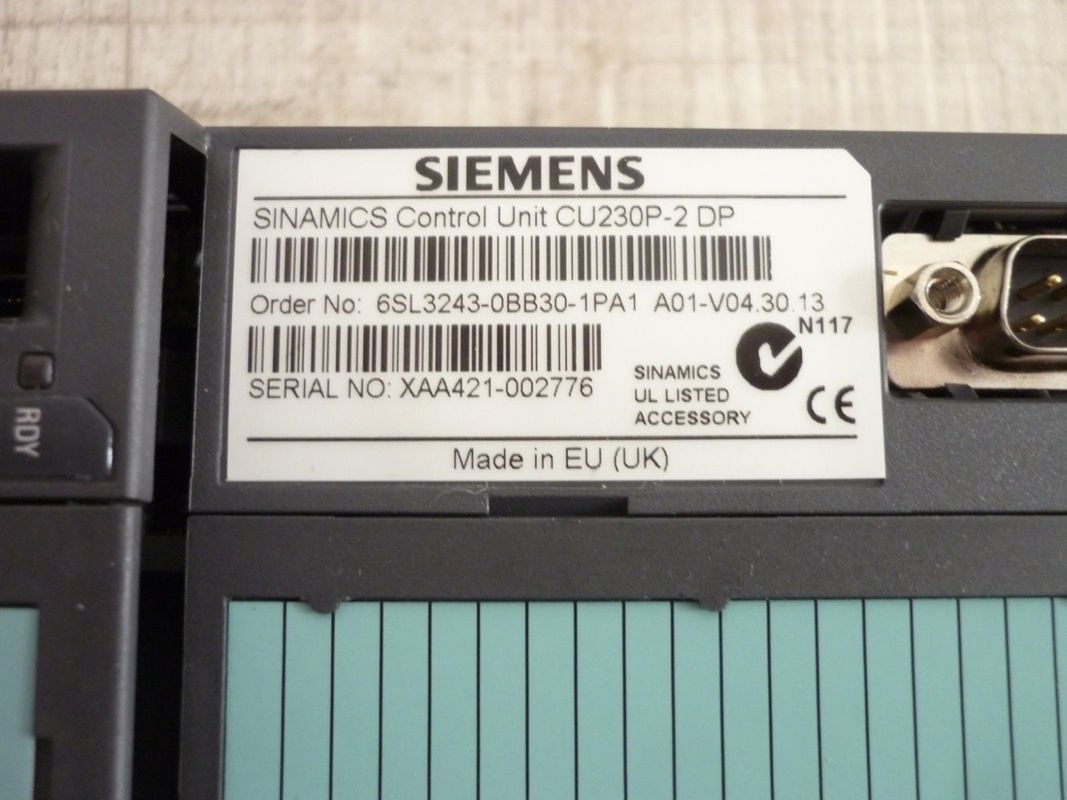 SIEMENS
SINAMICS Control Unit CU230P-2 DP
Order No: 6SL3243-0BB30-1PA1 A01-V04.30.13
N117
SERIAL NO: XAA421-002776
SINAMICS
UL LISTED
ACCESSORY
CE
Made in EU (UK)
RDY